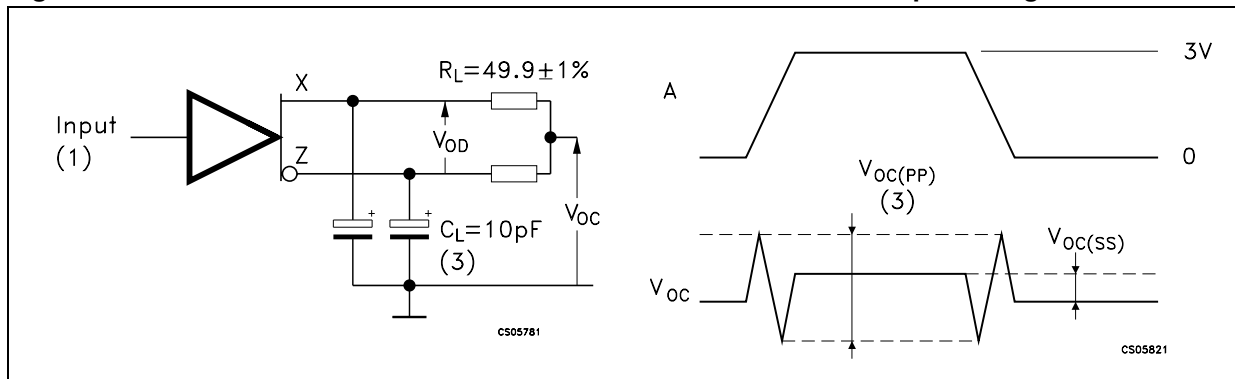 R_L=49.9±1%
X
Input
(1)
V_OD
Z
V_OC
+
+
C_L=10pF
(3)
CS05781
3V
A
0
V_OC(PP)
(3)
V_OC(SS)
V_OC
CS05821